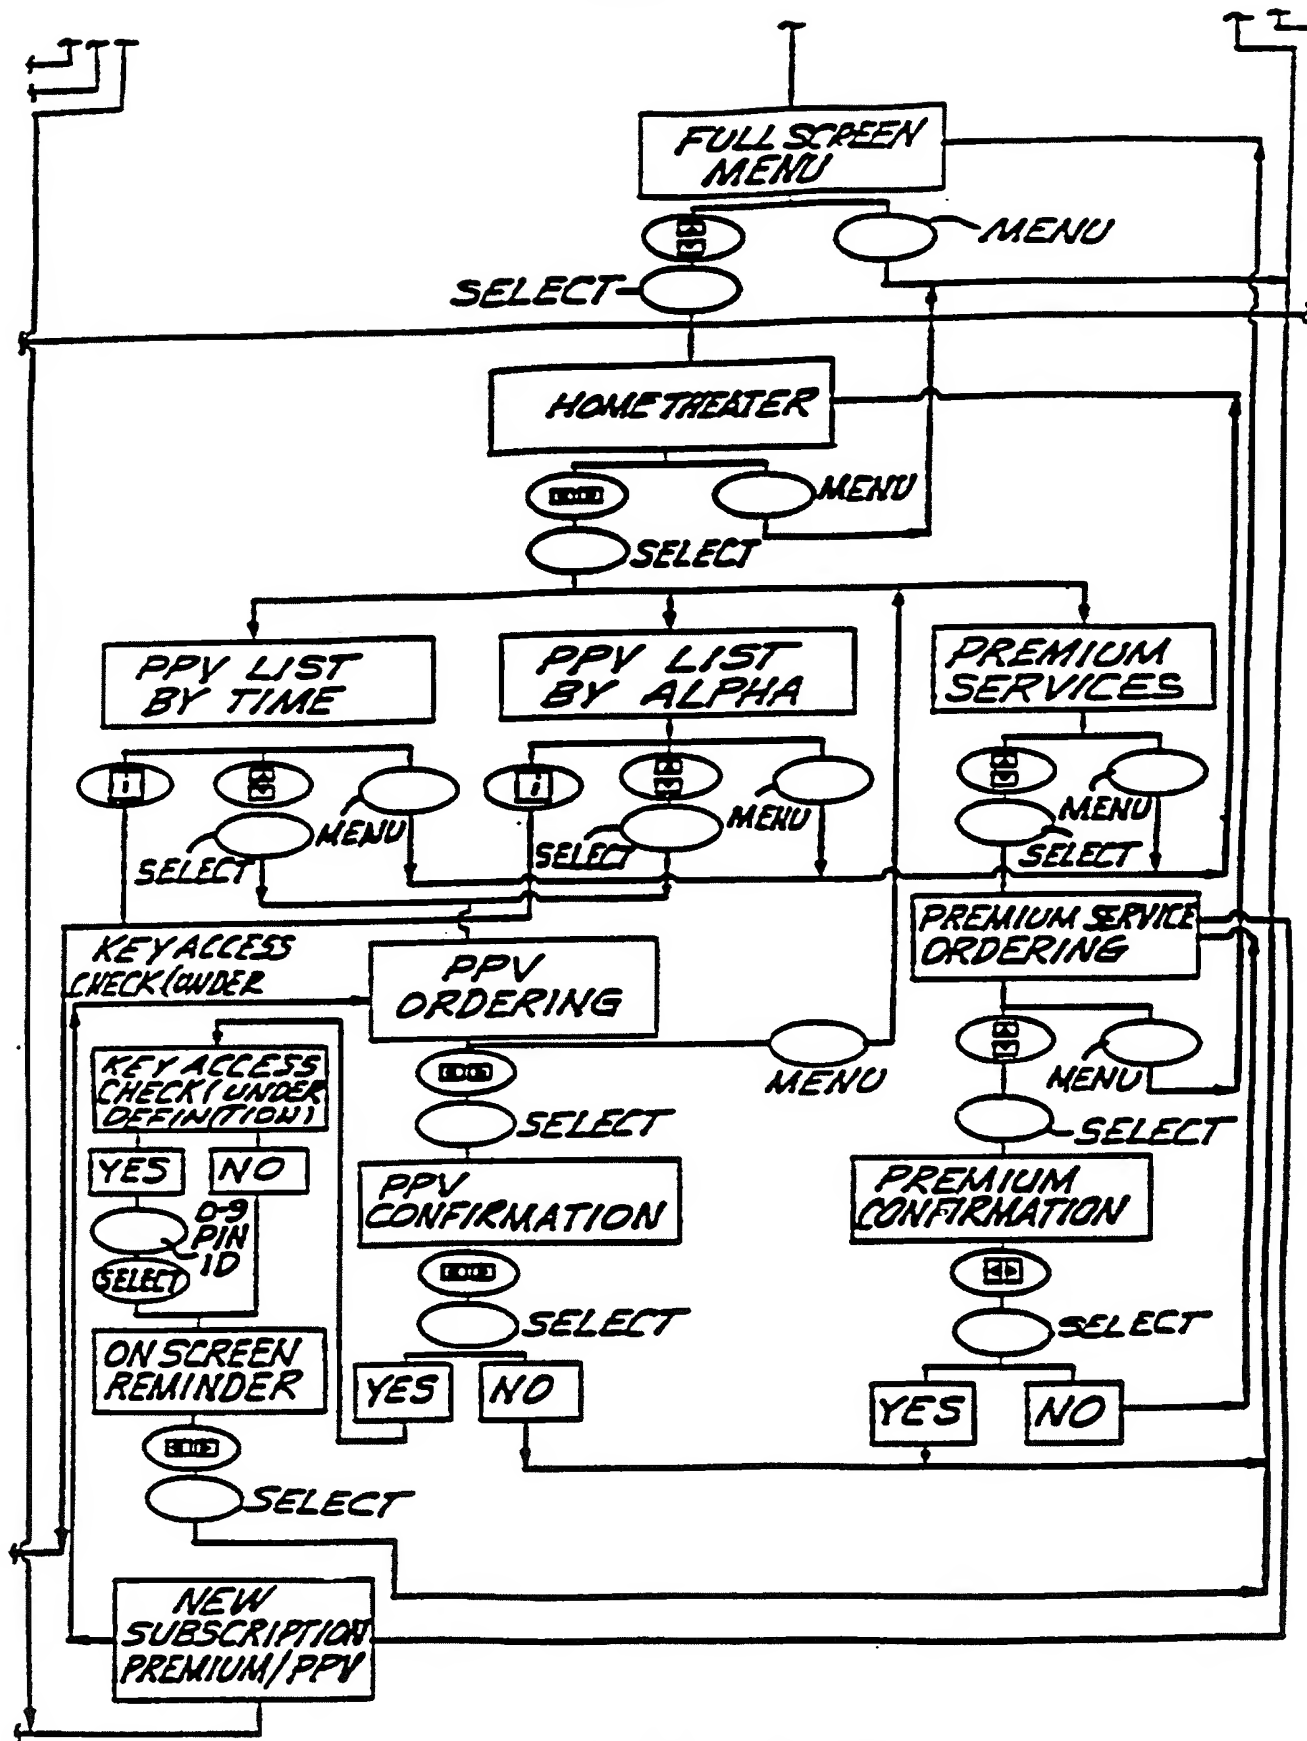 FULL SCREEN
MENU
MENU
SELECT
HOME THEATER
MENU
SELECT
PPV LIST
BY TIME
PPV LIST
BY ALPHA
PREMIUM
SERVICES
i
MENU
SELECT
i
MENU
SELECT
MENU
SELECT
KEY ACCESS
CHECK (UNDER
PPV
ORDERING
PREMIUM SERVICE
ORDERING
MENU
MENU
KEY ACCESS
CHECK (UNDER
DEFINITION)
SELECT
SELECT
YES
NO
PPV
CONFIRMATION
PREMIUM
CONFIRMATION
0-9
PIN
ID
SELECT
SELECT
SELECT
ON SCREEN
REMINDER
YES
NO
YES
NO
SELECT
NEW
SUBSCRIPTION
PREMIUM/PPV